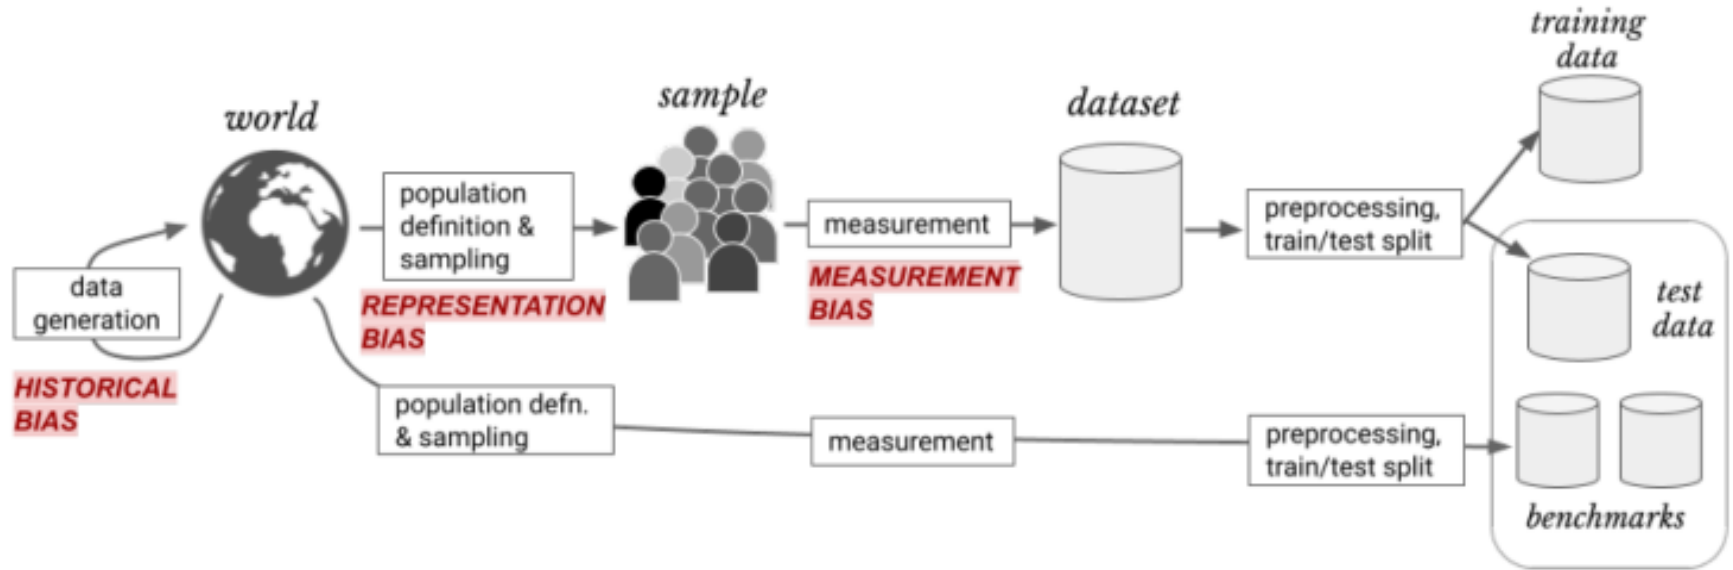 training
data
sample
dataset
world
population
definition &
sampling
measurement
preprocessing,
train/test split
data
generation
REPRESENTATION
BIAS
MEASUREMENT
BIAS
test
data
HISTORICAL
BIAS
population defn.
& sampling
measurement
preprocessing,
train/test split
benchmarks